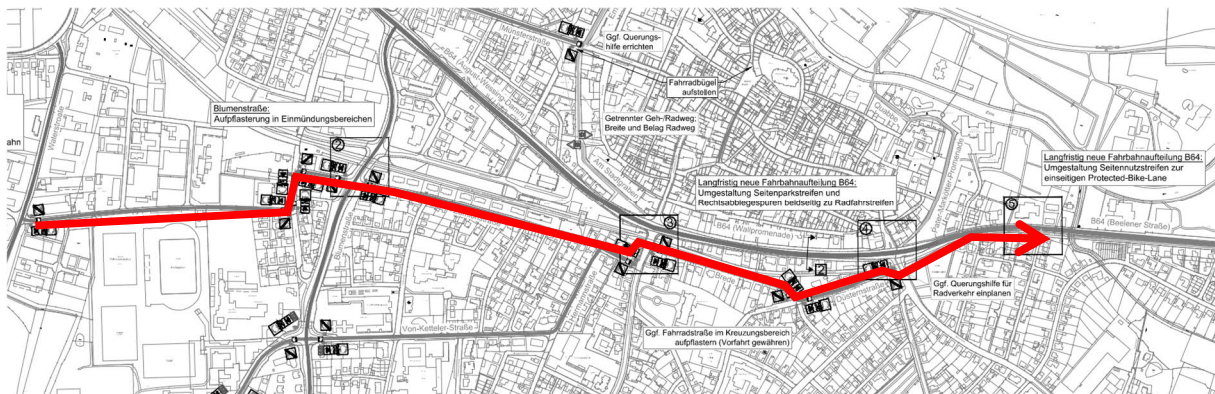 Münsterstraße
Ggf. Querungs-
hilfe errichten
Fahrradbügel
aufstellen
Blumenstraße:
Aufpflasterung in Einmündungsbereichen
Getrennter Geh-/Radweg:
Breite und Belag Radweg
ahn
②
Langfristig neue Fahrbahnaufteilung B64:
Umgestaltung Seitennutzstreifen zur
einseitigen Protected-Bike-Lane
Langfristig neue Fahrbahnaufteilung B64:
Umgestaltung Seitenparkstreifen und
Rechtsabbiegespuren beidseitig zu Radfahrstreifen
③
④
⑤
B64 (Wallpromenade)
B64 (Beelener Straße)
2
Ggf. Querungshilfe für
Radverkehr einplanen
Von-Ketteler-Straße
Ggf. Fahrradstraße im Kreuzungsbereich
aufpflastern (Vorfahrt gewähren)